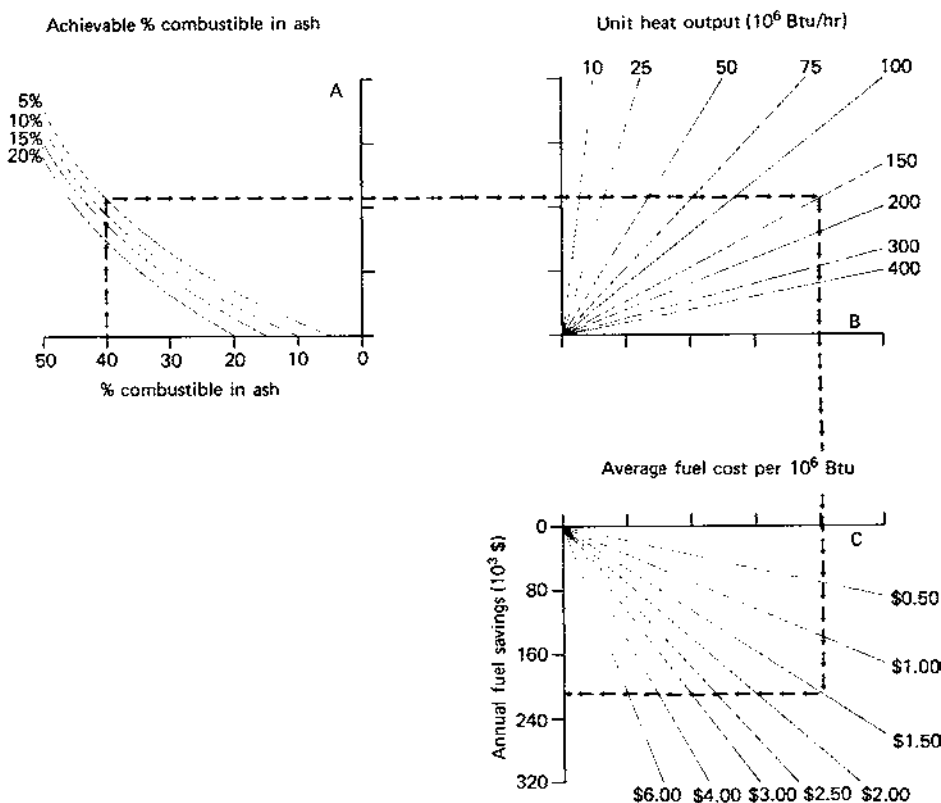 Achievable % combustible in ash
A
5%
10%
15%
20%
50 40 30 20 10 0
% combustible in ash
Unit heat output (10⁶ Btu/hr)
10 25 50 75 100
150
200
300
400
B
Average fuel cost per 10⁶ Btu
C
Annual fuel savings (10³ $)
0
80
160
240
320
$0.50
$1.00
$1.50
$6.00 $4.00 $3.00 $2.50 $2.00